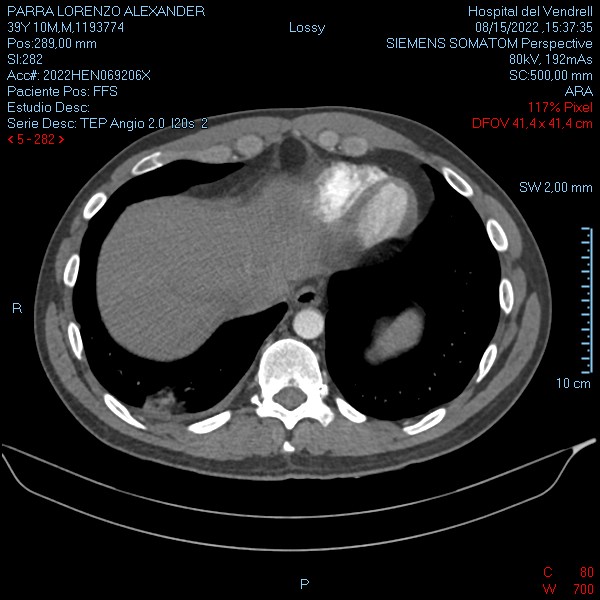 PARRA LORENZO ALEXANDER
39Y 10M,M,1193774
Pos:289,00 mm
SI:282
Acc#: 2022HEN069206X
Paciente Pos: FFS
Estudio Desc:
Serie Desc: TEP Angio 2.0 I20s 2
< 5 - 282 >
Lossy
Hospital del Vendrell
08/15/2022 ,15:37:35
SIEMENS SOMATOM Perspective
80kV, 192mAs
SC:500,00 mm
ARA
117% Pixel
DFOV 41,4 x 41,4 cm
SW 2,00 mm
R
10 cm
P
C 80
W 700